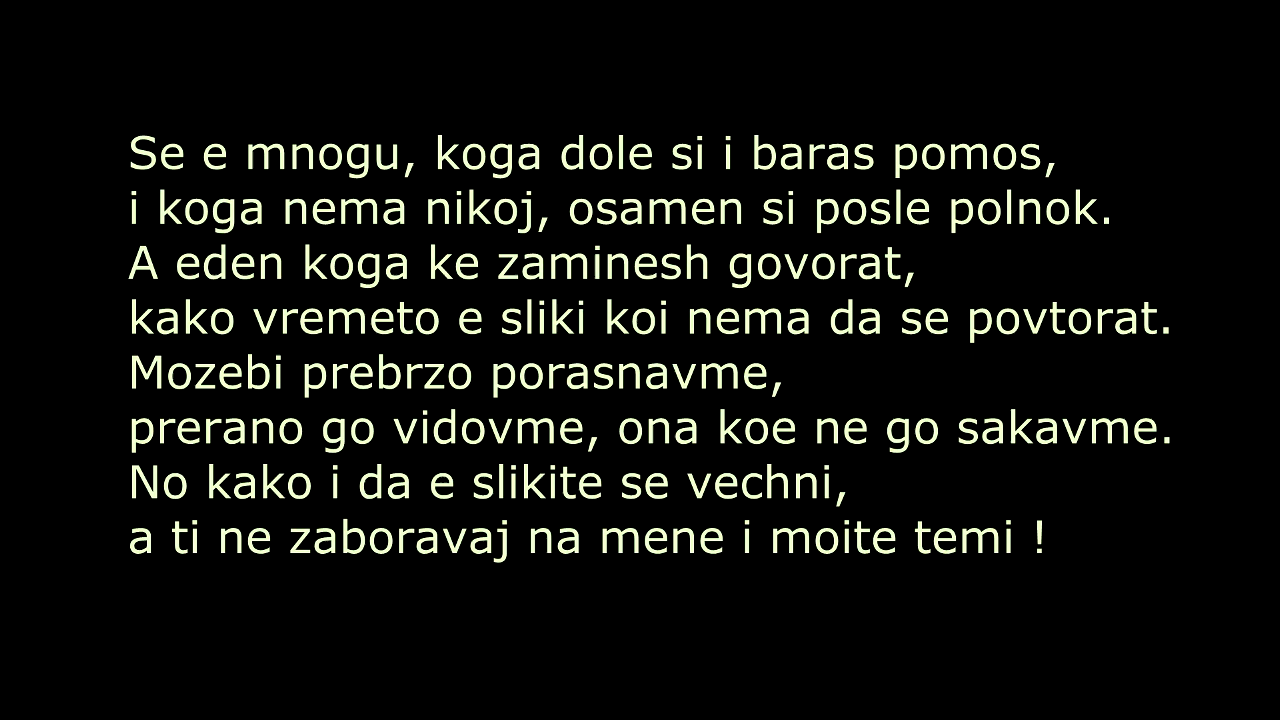 Se e mnogu, koga dole si i baras pomos,
i koga nema nikoj, osamen si posle polnok.
A eden koga ke zaminesh govorat,
kako vremeto e sliki koi nema da se povtorat.
Mozebi prebrzo porasnavme,
prerano go vidovme, ona koe ne go sakavme.
No kako i da e slikite se vechni,
a ti ne zaboravaj na mene i moite temi !